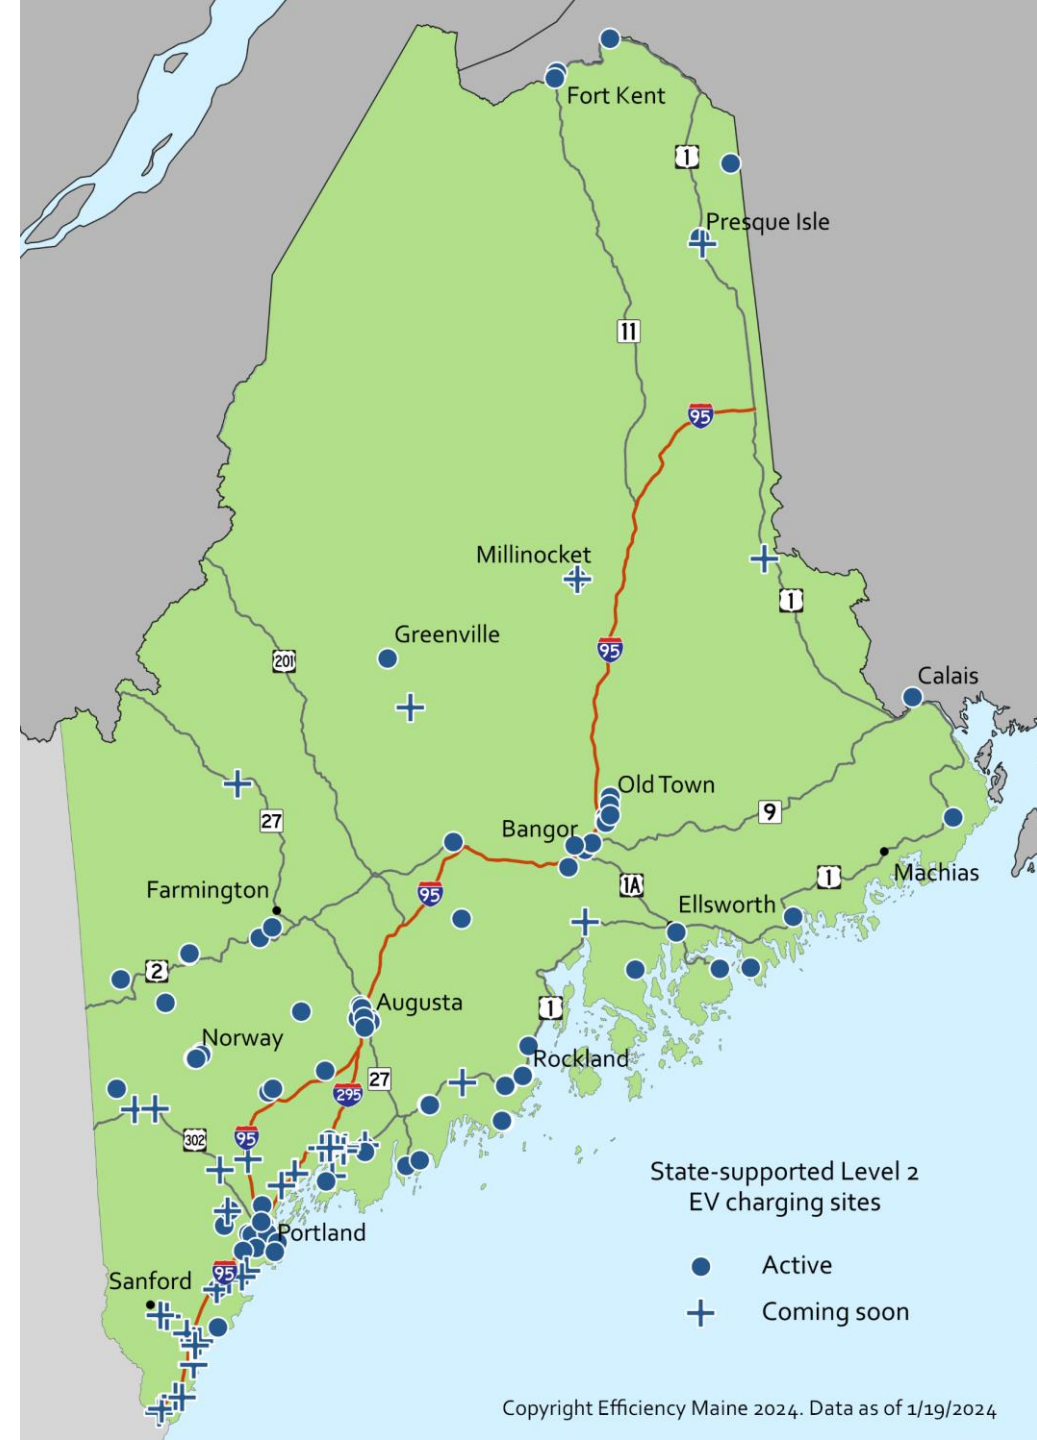 Fort Kent
1
Presque Isle
11
95
Millinocket
1
Greenville
95
201
Calais
Old Town
27
9
Bangor
Machias
1
1A
Farmington
95
Ellsworth
2
Augusta
1
Norway
Rockland
27
295
95
302
State-supported Level 2
EV charging sites
Portland
Active
95
Sanford
Coming soon
Copyright Efficiency Maine 2024. Data as of 1/19/2024